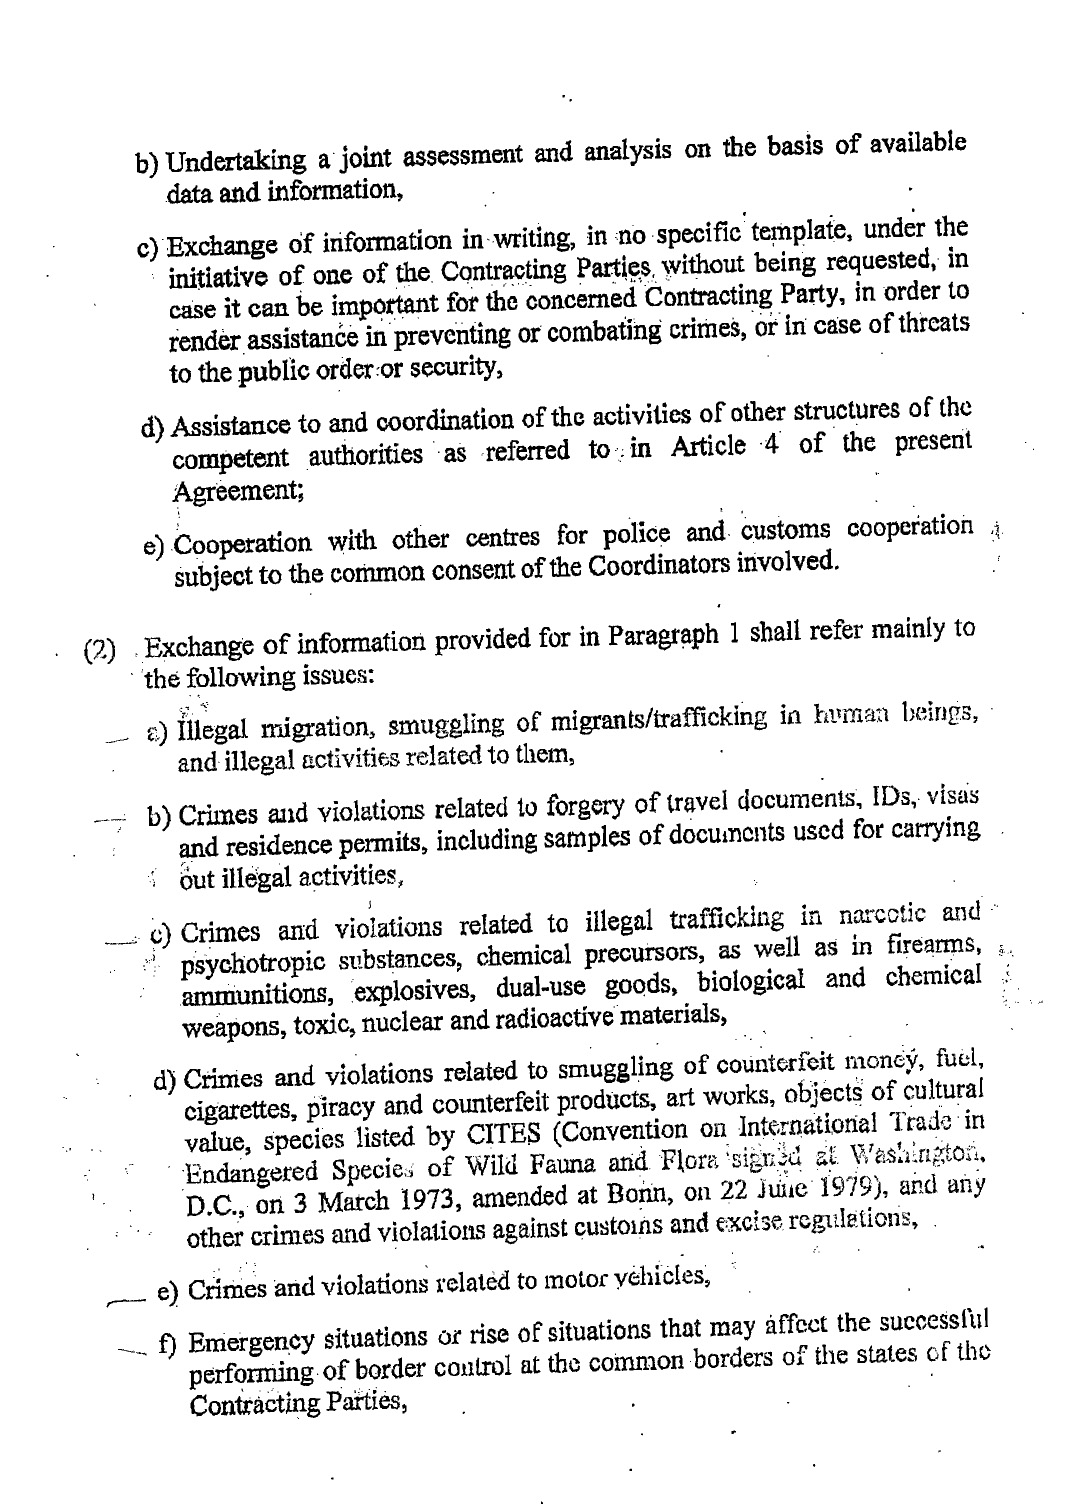 b) Undertaking a joint assessment and analysis on the basis of available
data and information,
c) Exchange of information in writing, in no specific template, under the
initiative of one of the Contracting Parties, without being requested, in
case it can be important for the concerned Contracting Party, in order to
render assistance in preventing or combating crimes, or in case of threats
to the public order or security,
d) Assistance to and coordination of the activities of other structures of the
competent authorities as referred to in Article 4 of the present
Agreement;
e) Cooperation with other centres for police and customs cooperation
subject to the common consent of the Coordinators involved.
(2) Exchange of information provided for in Paragraph 1 shall refer mainly to
the following issues:
a) Illegal migration, smuggling of migrants/trafficking in human beings,
and illegal activities related to them,
b) Crimes and violations related to forgery of travel documents, IDs, visas
and residence permits, including samples of documents used for carrying
out illegal activities,
c) Crimes and violations related to illegal trafficking in narcotic and
psychotropic substances, chemical precursors, as well as in firearms,
ammunitions, explosives, dual-use goods, biological and chemical
weapons, toxic, nuclear and radioactive materials,
d) Crimes and violations related to smuggling of counterfeit money, fuel,
cigarettes, piracy and counterfeit products, art works, objects of cultural
value, species listed by CITES (Convention on International Trade in
Endangered Species of Wild Fauna and Flora signed at Washington,
D.C., on 3 March 1973, amended at Bonn, on 22 June 1979), and any
other crimes and violations against customs and excise regulations,
e) Crimes and violations related to motor vehicles,
f) Emergency situations or rise of situations that may affect the successful
performing of border control at the common borders of the states of the
Contracting Parties,